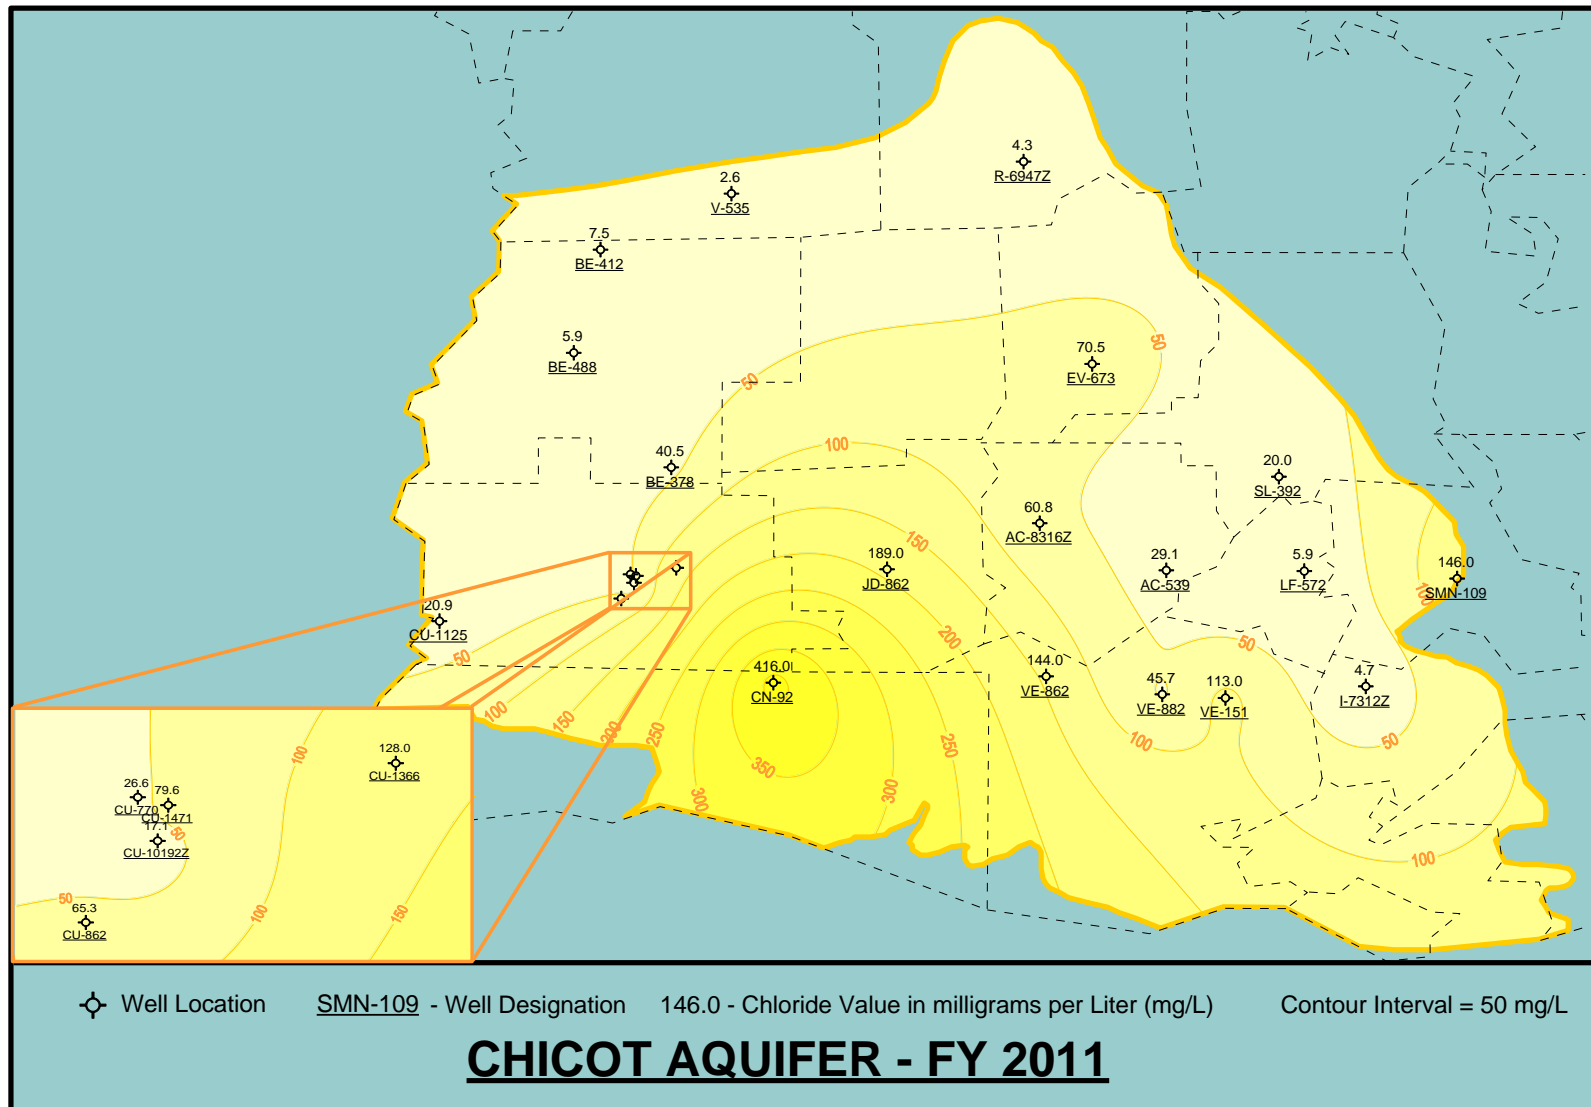 4.3
R-6947Z
2.6
V-535
7.5
BE-412
5.9
BE-488
50
70.5
EV-673
50
100
40.5
BE-378
20.0
SL-392
60.8
AC-8316Z
150
189.0
JD-862
29.1
AC-539
5.9
LF-572
100
146.0
SMN-109
20.9
CU-1125
50
200
50
416.0
CN-92
144.0
VE-862
45.7
VE-882
113.0
VE-151
4.7
I-7312Z
100
150
200
250
350
300
300
250
100
50
100
128.0
CU-1366
100
26.6
CU-770
79.6
CU-1471
17.1
CU-10192Z
50
50
65.3
CU-862
100
150
Well Location
SMN-109 - Well Designation
146.0 - Chloride Value in milligrams per Liter (mg/L)
Contour Interval = 50 mg/L
CHICOT AQUIFER - FY 2011